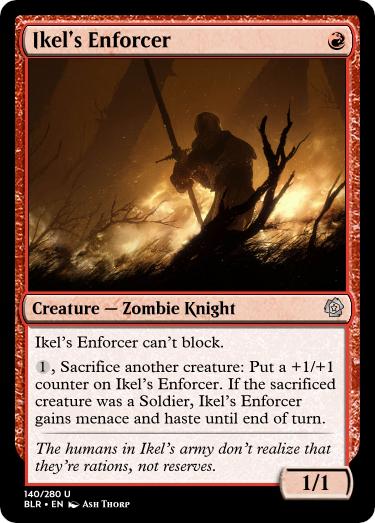 Ikel's Enforcer
Creature — Zombie Knight
Ikel's Enforcer can't block.
1, Sacrifice another creature: Put a +1/+1
counter on Ikel's Enforcer. If the sacrificed
creature was a Soldier, Ikel's Enforcer
gains menace and haste until end of turn.
The humans in Ikel's army don't realize that
they're rations, not reserves.
1/1
140/280 U
BLR • EN Ash Thorp